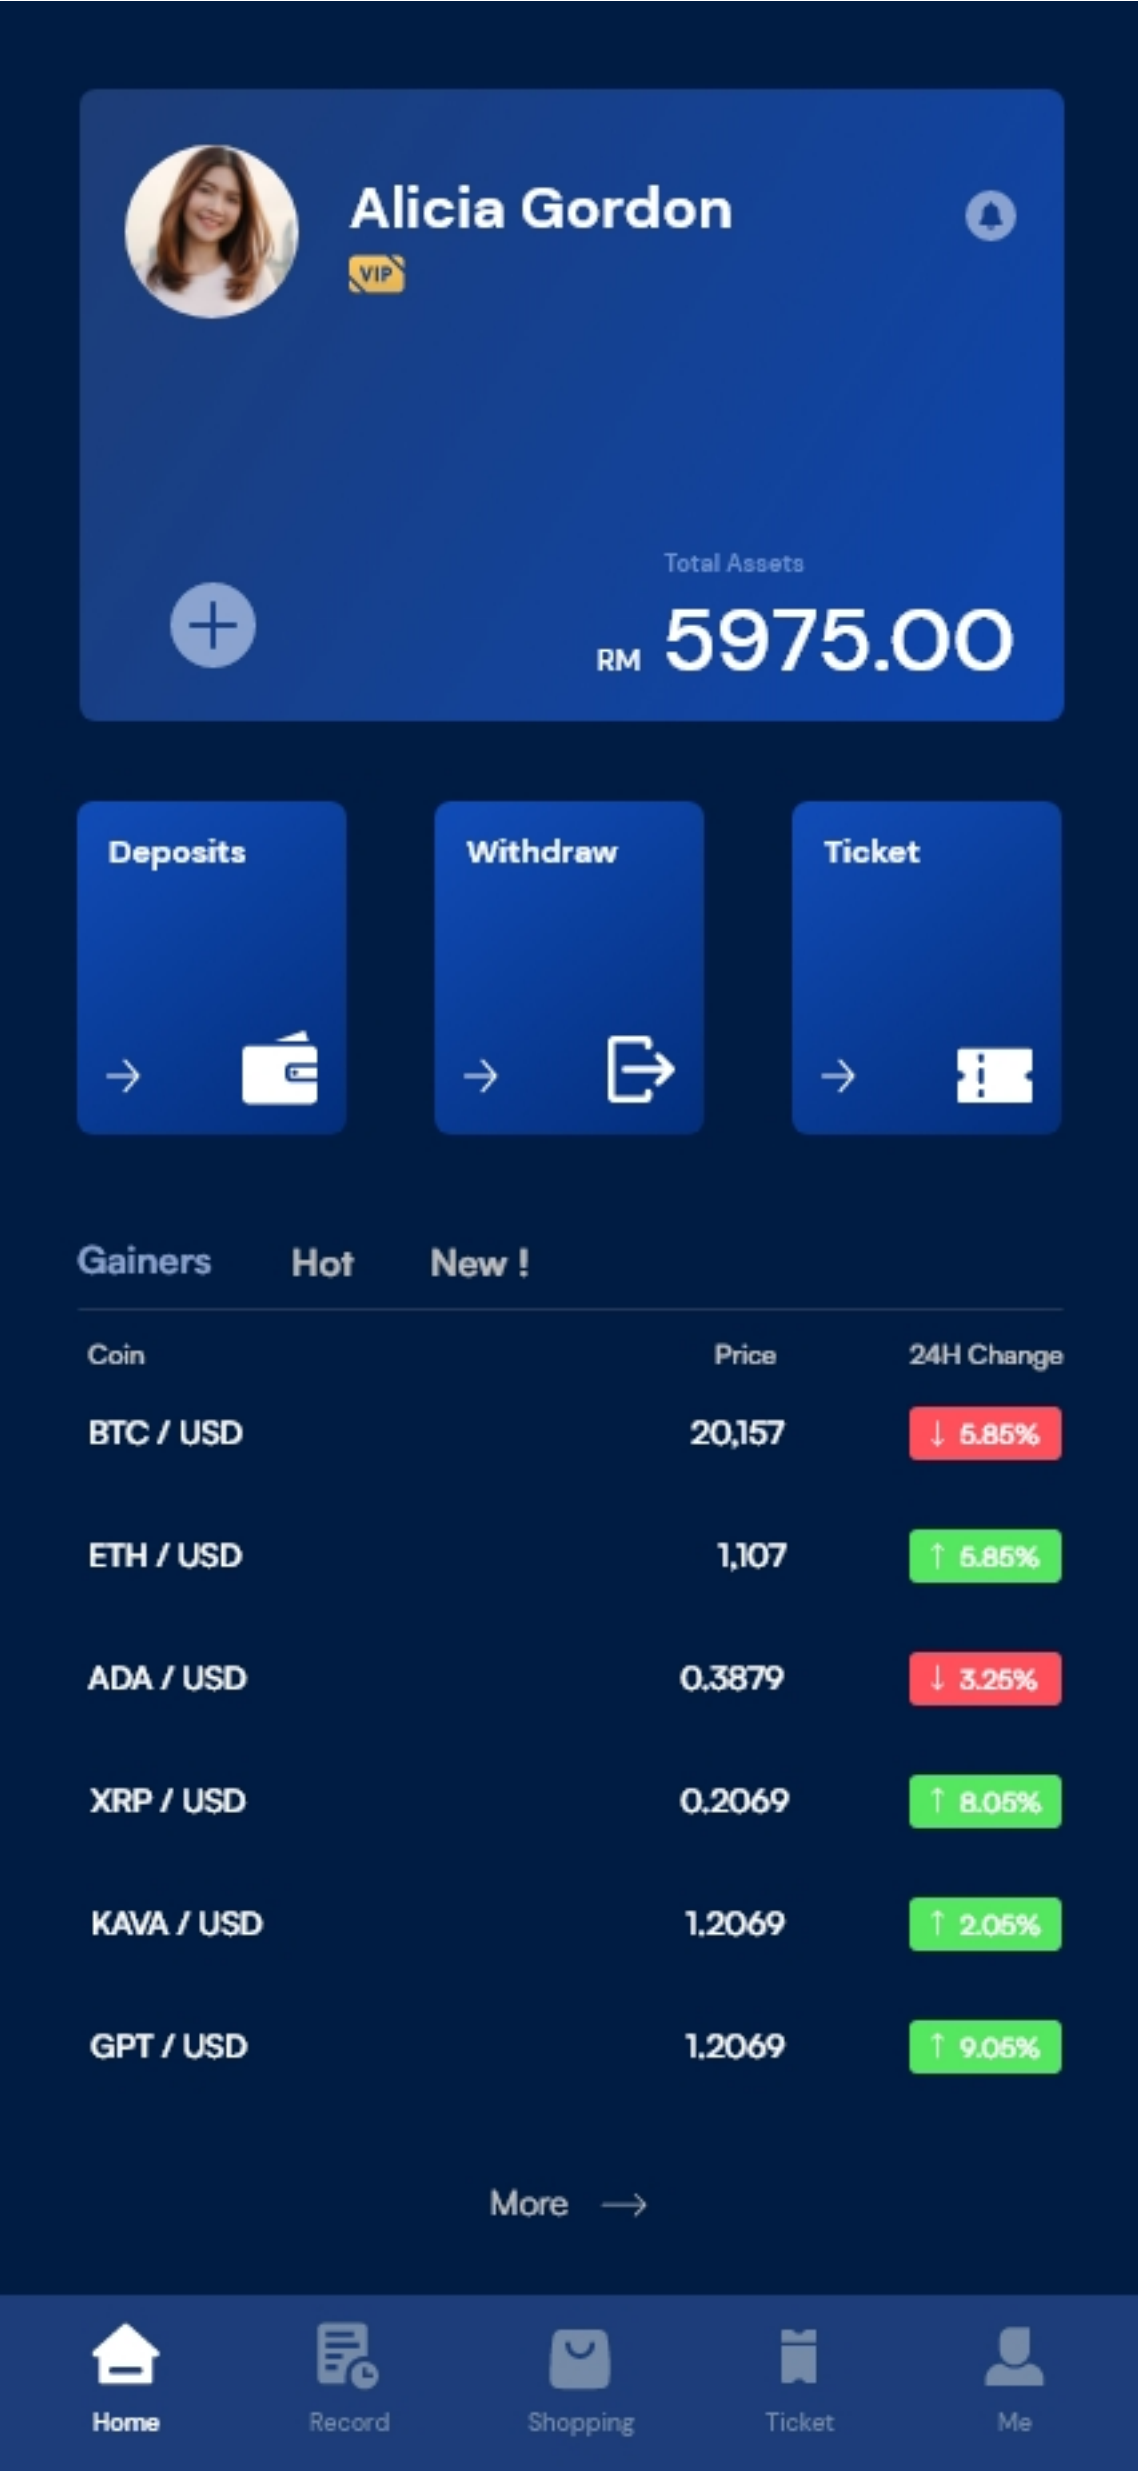 Alicia Gordon
VIP
Total Assets
RM 5975.00
Deposits Withdraw Ticket
Gainers Hot New !
Coin Price 24H Change
BTC / USD 20,157 ↓ 5.85%
ETH / USD 1,107 ↑ 5.85%
ADA / USD 0.3879 ↓ 3.25%
XRP / USD 0.2069 ↑ 8.05%
KAVA / USD 1.2069 ↑ 2.05%
GPT / USD 1.2069 ↑ 9.05%
More →
Home Record Shopping Ticket Me